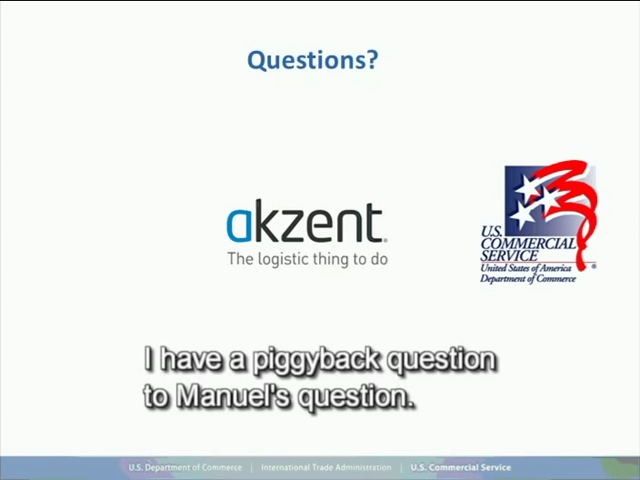 Questions?
akzent®
The logistic thing to do
U.S.
COMMERCIAL
SERVICE
United States of America
Department of Commerce
®
I have a piggyback question
to Manuel's question.
U.S. Department of Commerce | International Trade Administration | U.S. Commercial Service